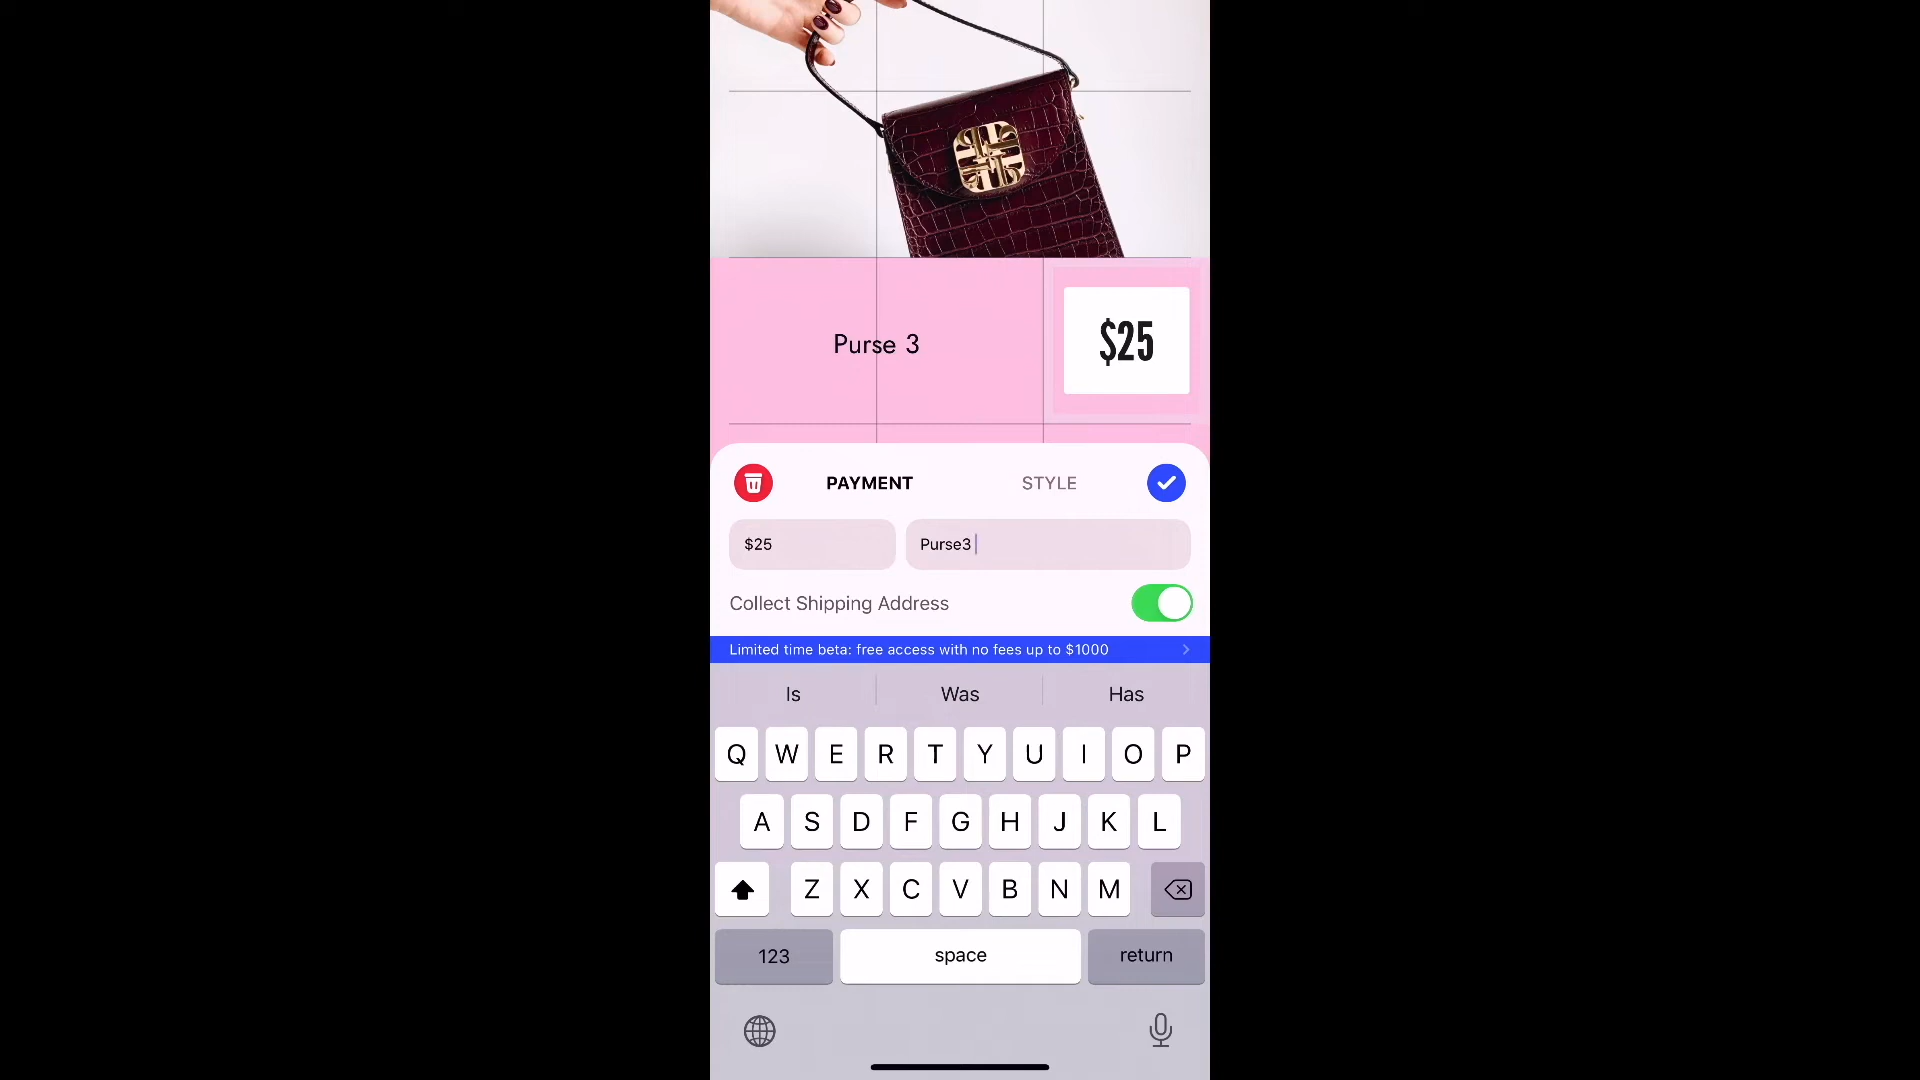 Purse 3
$25
PAYMENT
STYLE
$25
Purse3
Collect Shipping Address
Limited time beta: free access with no fees up to $1000
Is
Was
Has
Q W E R T Y U I O P
A S D F G H J K L
Z X C V B N M
123
space
return